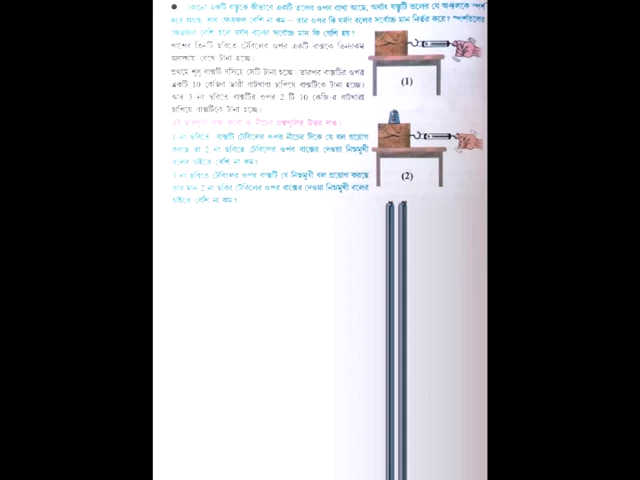 কোনো একটি বস্তুকে কীভাবে একটি তলের ওপর রাখা আছে, অর্থাৎ বস্তুটি তলের যে অঞ্চলকে স্পর্শ
করে আছে, তার ক্ষেত্রফল বেশি না কম— তার ওপর কি ঘর্ষণ বলের সর্বোচ্চ মান নির্ভর করে? স্পর্শতলের
ক্ষেত্রফল বেশি হলে ঘর্ষণ বলের সর্বোচ্চ মান কি বেশি হয়?
পাশের তিনটি ছবিতে টেবিলের ওপর একটি বাক্সকে তিনরকম
অবস্থায় রেখে টানা হচ্ছে।
প্রথমে শুধু বাক্সটি বসিয়ে সেটি টানা হচ্ছে। তারপর বাক্সটির ওপর
একটি 10 কেজির ভারী বাটখারা চাপিয়ে বাক্সটিকে টানা হচ্ছে।
আর 3 নং ছবিতে বাক্সটির ওপর 2 টি 10 কেজি-র বাটখারা
চাপিয়ে বাক্সটিকে টানা হচ্ছে।
ও নীচের প্রশ্নগুলির উত্তর দাও।
1 নং ছবিতে বাক্সটি টেবিলের ওপর নীচের দিকে যে বল প্রয়োগ
করছে তা 2 নং ছবিতে টেবিলের ওপর বাক্সের দেওয়া নিম্নমুখী
বলের চাইতে বেশি না কম?
3 নং ছবিতে টেবিলের ওপর বাক্সটি যে নিম্নমুখী বল প্রয়োগ করছে
তার মান 2 নং ছবির টেবিলের ওপর বাক্সের দেওয়া নিম্নমুখী বলের
চাইতে বেশি না কম?
(1)
(2)